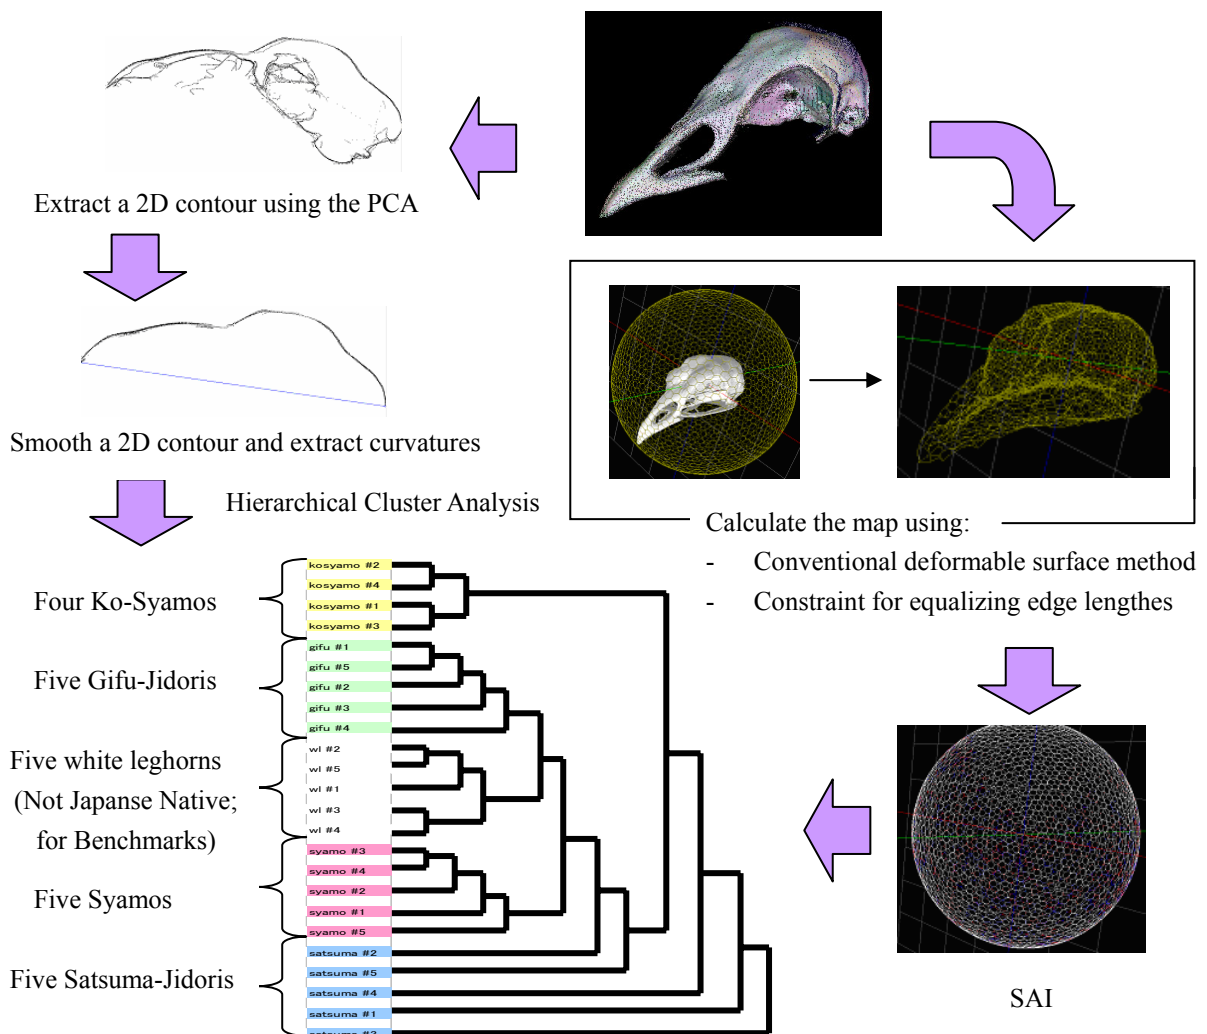 Extract a 2D contour using the PCA
Smooth a 2D contour and extract curvatures
Hierarchical Cluster Analysis
Calculate the map using:
- Conventional deformable surface method
- Constraint for equalizing edge lengthes
SAI
Four Ko-Syamos
Five Gifu-Jidoris
Five white leghorns
(Not Japanse Native;
for Benchmarks)
Five Syamos
Five Satsuma-Jidoris
kosyamo #2
kosyamo #4
kosyamo #1
kosyamo #3
gifu #1
gifu #5
gifu #2
gifu #3
gifu #4
wl #2
wl #5
wl #1
wl #3
wl #4
syamo #3
syamo #4
syamo #2
syamo #1
syamo #5
satsuma #2
satsuma #5
satsuma #4
satsuma #1
satsuma #3